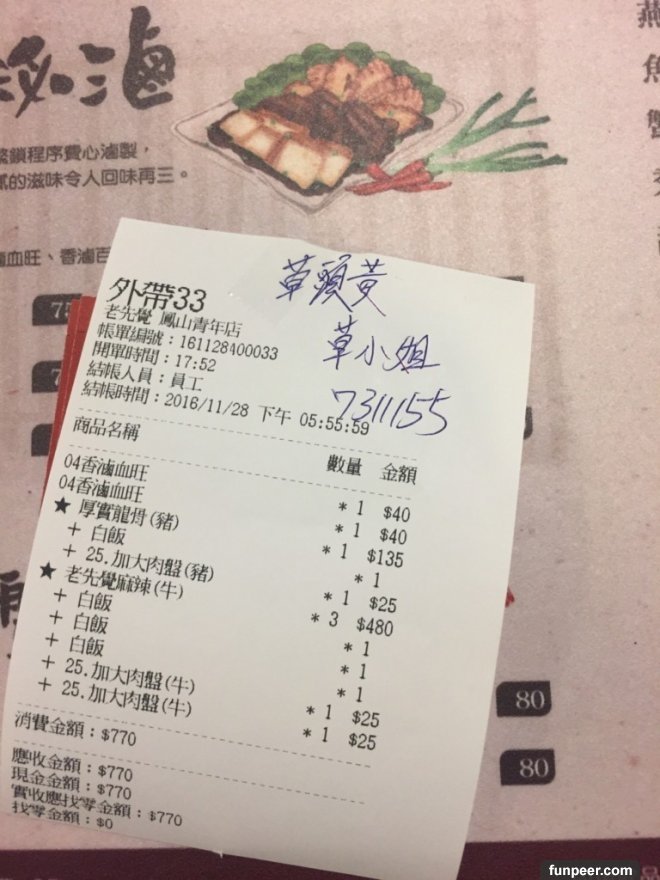 滷
繁鎖程序費心滷製，
的滋味令人回味再三。
血旺、香滷百
燕
魚
蟹
外帶33
草頭黃
老先覺 鳳山青年店
草小姐
帳單編號：161128400033
開單時間：17:52
7311155
結帳人員：員工
結帳時間：2016/11/28 下午 05:55:59
商品名稱 數量 金額
04香滷血旺 * 1 $40
04香滷血旺 * 1 $40
★ 厚實龍骨(豬) * 1 $135
+ 白飯 * 1
+ 25.加大肉盤(豬) * 1 $25
★ 老先覺麻辣(牛) * 3 $480
+ 白飯 * 1
+ 白飯 * 1
+ 白飯 * 1
+ 25.加大肉盤(牛) * 1 $25
+ 25.加大肉盤(牛) * 1 $25
消費金額：$770
應收金額：$770
現金金額：$770
實收應找零金額：$770
找零金額：$0
80
80
funpeer.com